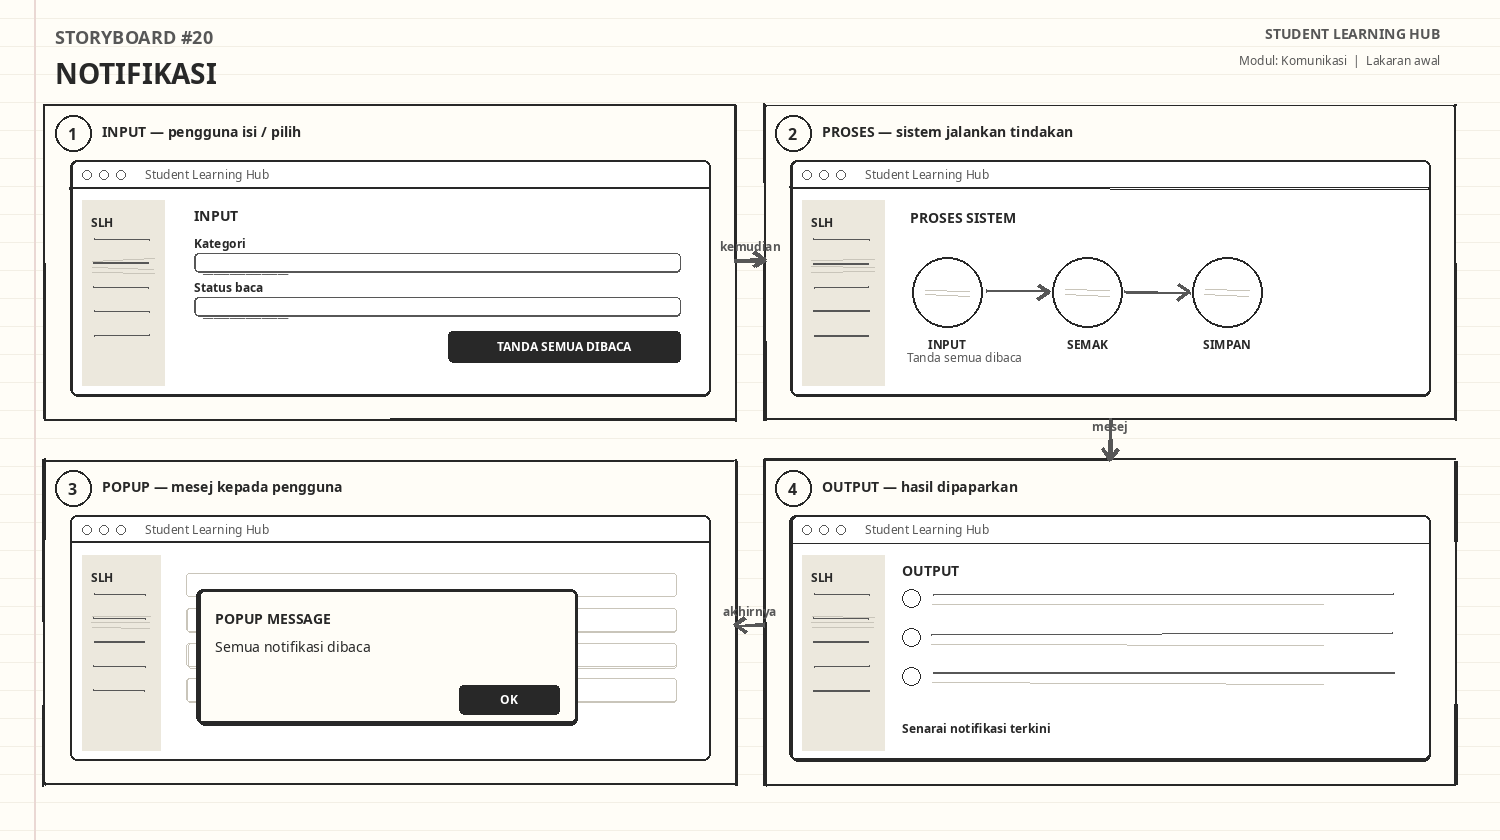 STORYBOARD #20
NOTIFIKASI
STUDENT LEARNING HUB
Modul: Komunikasi | Lakaran awal
1
INPUT — pengguna isi / pilih
Student Learning Hub
SLH
INPUT
Kategori
Status baca
TANDA SEMUA DIBACA
kemudian
2
PROSES — sistem jalankan tindakan
Student Learning Hub
SLH
PROSES SISTEM
INPUT
Tanda semua dibaca
SEMAK
SIMPAN
mesej
3
POPUP — mesej kepada pengguna
Student Learning Hub
SLH
POPUP MESSAGE
Semua notifikasi dibaca
OK
akhirnya
4
OUTPUT — hasil dipaparkan
Student Learning Hub
SLH
OUTPUT
Senarai notifikasi terkini